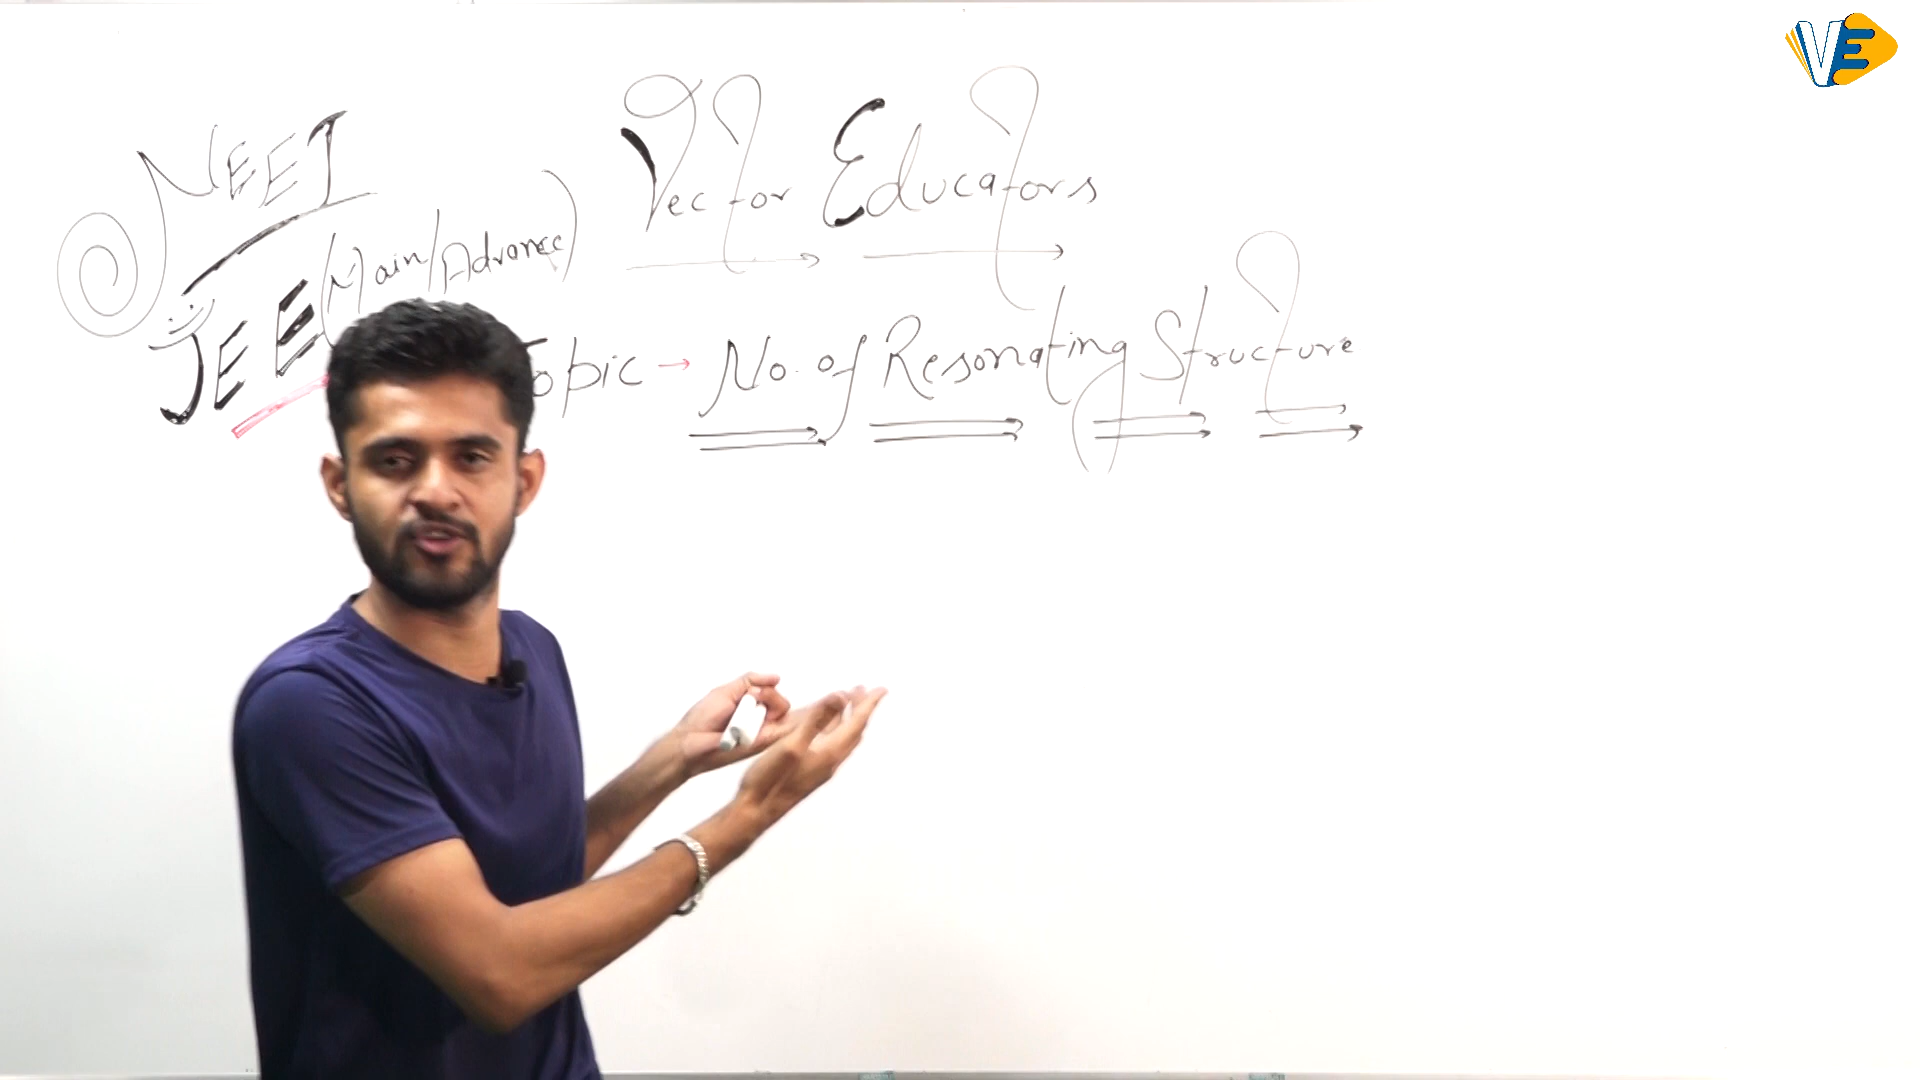 NEET
JEE (Main/Advance)
Vector Educators
Topic → No. of Resonating Structure
VE